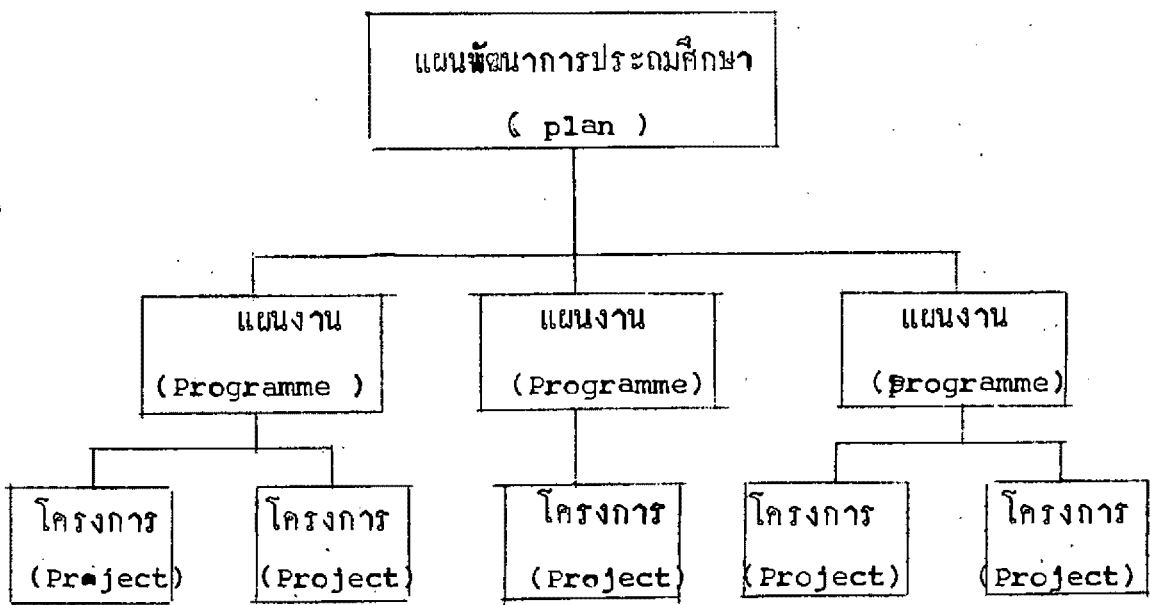 แผนพัฒนาการประถมศึกษา
( plan )
แผนงาน
(Programme )
แผนงาน
(Programme)
แผนงาน
(Programme)
โครงการ
(Project)
โครงการ
(Project)
โครงการ
(Project)
โครงการ
(Project)
โครงการ
(Project)